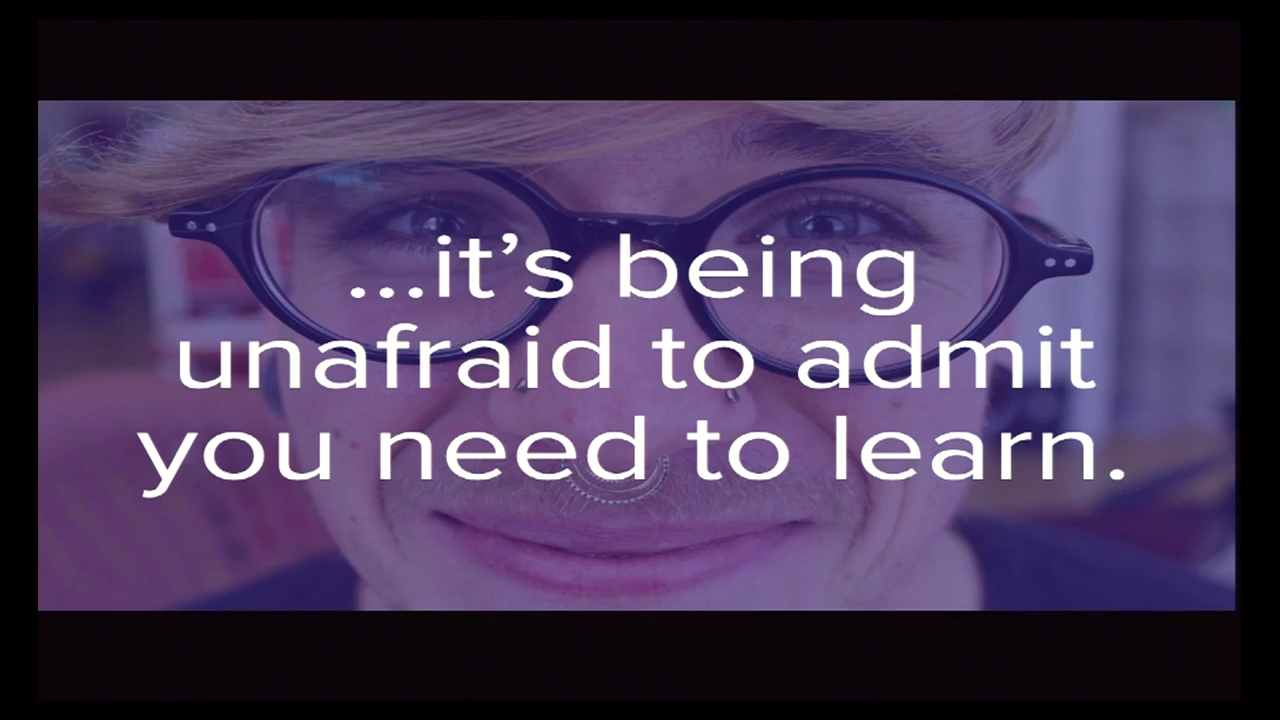 ...it’s being
unafraid to admit
you need to learn.